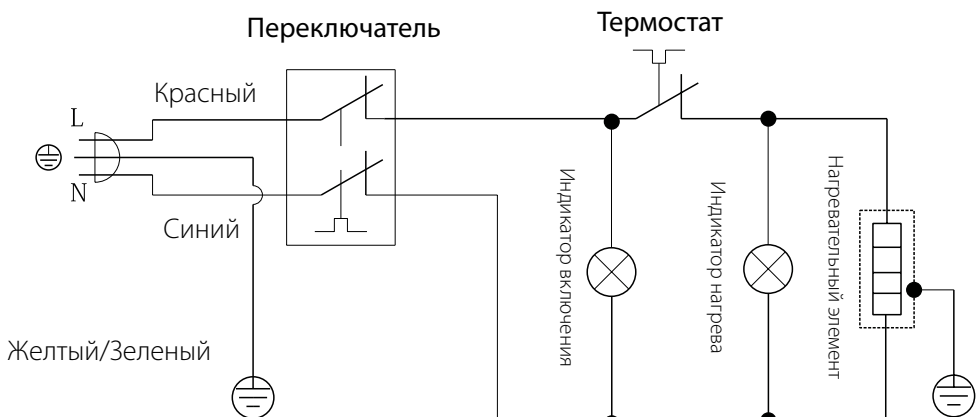 Переключатель
Термостат
Красный
L
N
Синий
Желтый/Зеленый
Индикатор включения
Индикатор нагрева
Нагревательный элемент